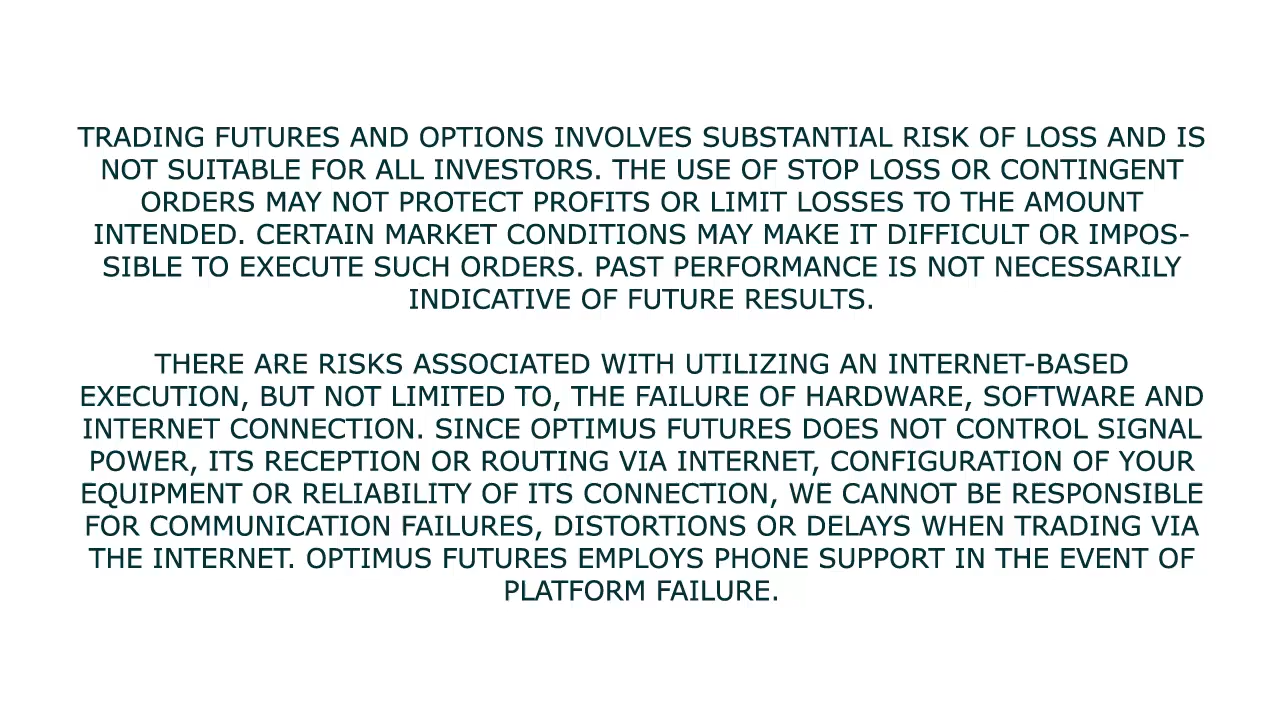 TRADING FUTURES AND OPTIONS INVOLVES SUBSTANTIAL RISK OF LOSS AND IS
NOT SUITABLE FOR ALL INVESTORS. THE USE OF STOP LOSS OR CONTINGENT
ORDERS MAY NOT PROTECT PROFITS OR LIMIT LOSSES TO THE AMOUNT
INTENDED. CERTAIN MARKET CONDITIONS MAY MAKE IT DIFFICULT OR IMPOS-
SIBLE TO EXECUTE SUCH ORDERS. PAST PERFORMANCE IS NOT NECESSARILY
INDICATIVE OF FUTURE RESULTS.
THERE ARE RISKS ASSOCIATED WITH UTILIZING AN INTERNET-BASED
EXECUTION, BUT NOT LIMITED TO, THE FAILURE OF HARDWARE, SOFTWARE AND
INTERNET CONNECTION. SINCE OPTIMUS FUTURES DOES NOT CONTROL SIGNAL
POWER, ITS RECEPTION OR ROUTING VIA INTERNET, CONFIGURATION OF YOUR
EQUIPMENT OR RELIABILITY OF ITS CONNECTION, WE CANNOT BE RESPONSIBLE
FOR COMMUNICATION FAILURES, DISTORTIONS OR DELAYS WHEN TRADING VIA
THE INTERNET. OPTIMUS FUTURES EMPLOYS PHONE SUPPORT IN THE EVENT OF
PLATFORM FAILURE.